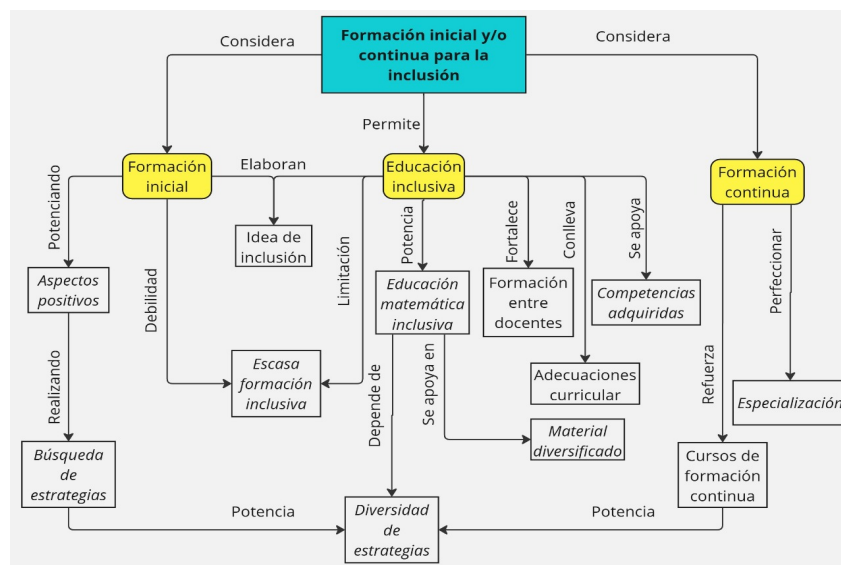 Formación inicial y/o
continua para la
inclusión
Considera
Considera
Permite
Formación
inicial
Elaboran
Educación
inclusiva
Formación
continua
Potenciando
Idea de
inclusión
Debilidad
Limitación
Potencia
Fortalece
Conlleva
Se apoya
Perfeccionar
Aspectos
positivos
Educación
matemática
inclusiva
Formación
entre
docentes
Competencias
adquiridas
Realizando
Escasa
formación
inclusiva
Depende de
Se apoya en
Adecuaciones
curricular
Refuerza
Especialización
Material
diversificado
Búsqueda
de
estrategias
Cursos de
formación
continua
Potencia
Diversidad
de
estrategias
Potencia